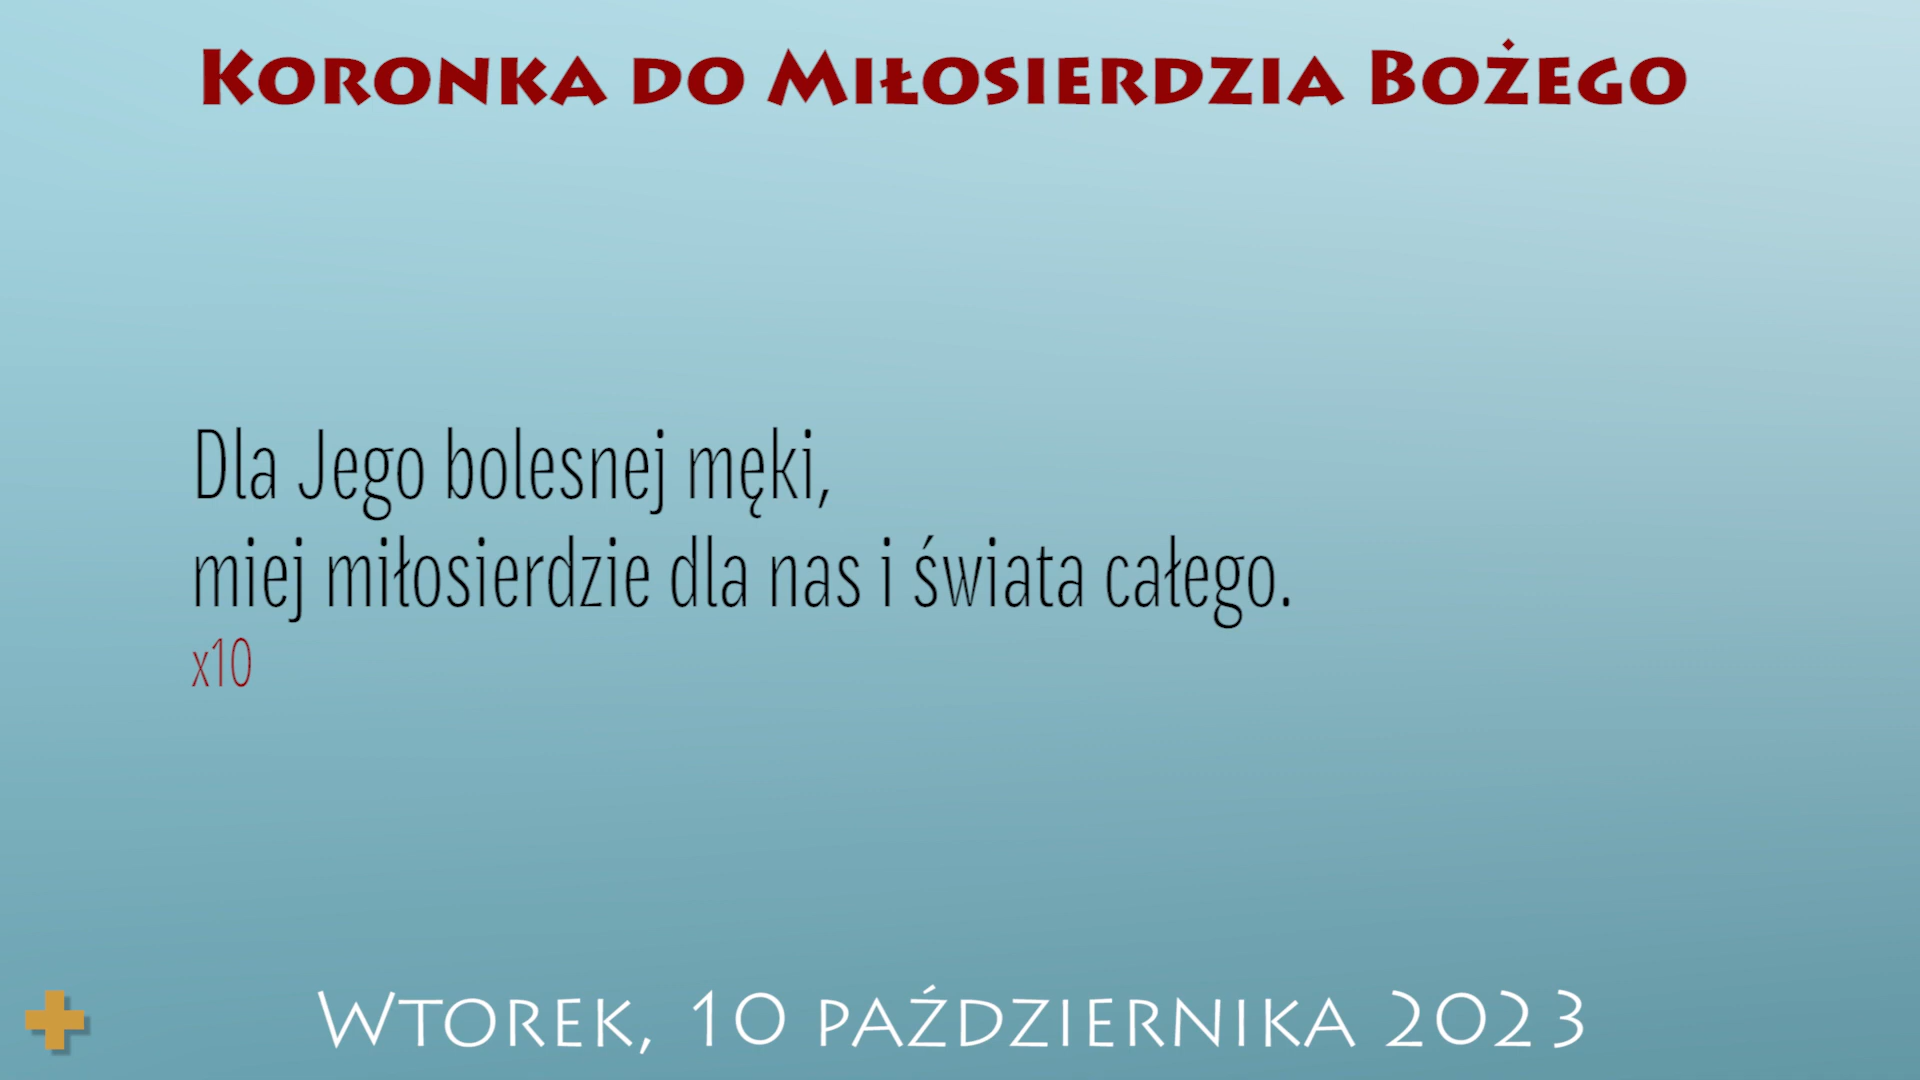 Koronka do Miłosierdzia Bożego
Dla Jego bolesnej męki,
miej miłosierdzie dla nas i świata całego.
x10
Wtorek, 10 października 2023